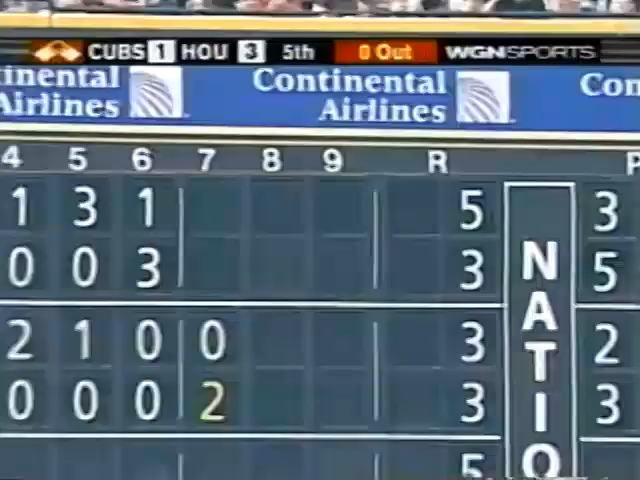 CUBS 1 HOU 3 5th 0 Out WGNSPORTS
tinental Airlines
Continental Airlines
Con
4 5 6 7 8 9 R P
1 3 1 5 3
0 0 3 3 5
2 1 0 0 3 2
0 0 0 2 3 3
5
NATIO